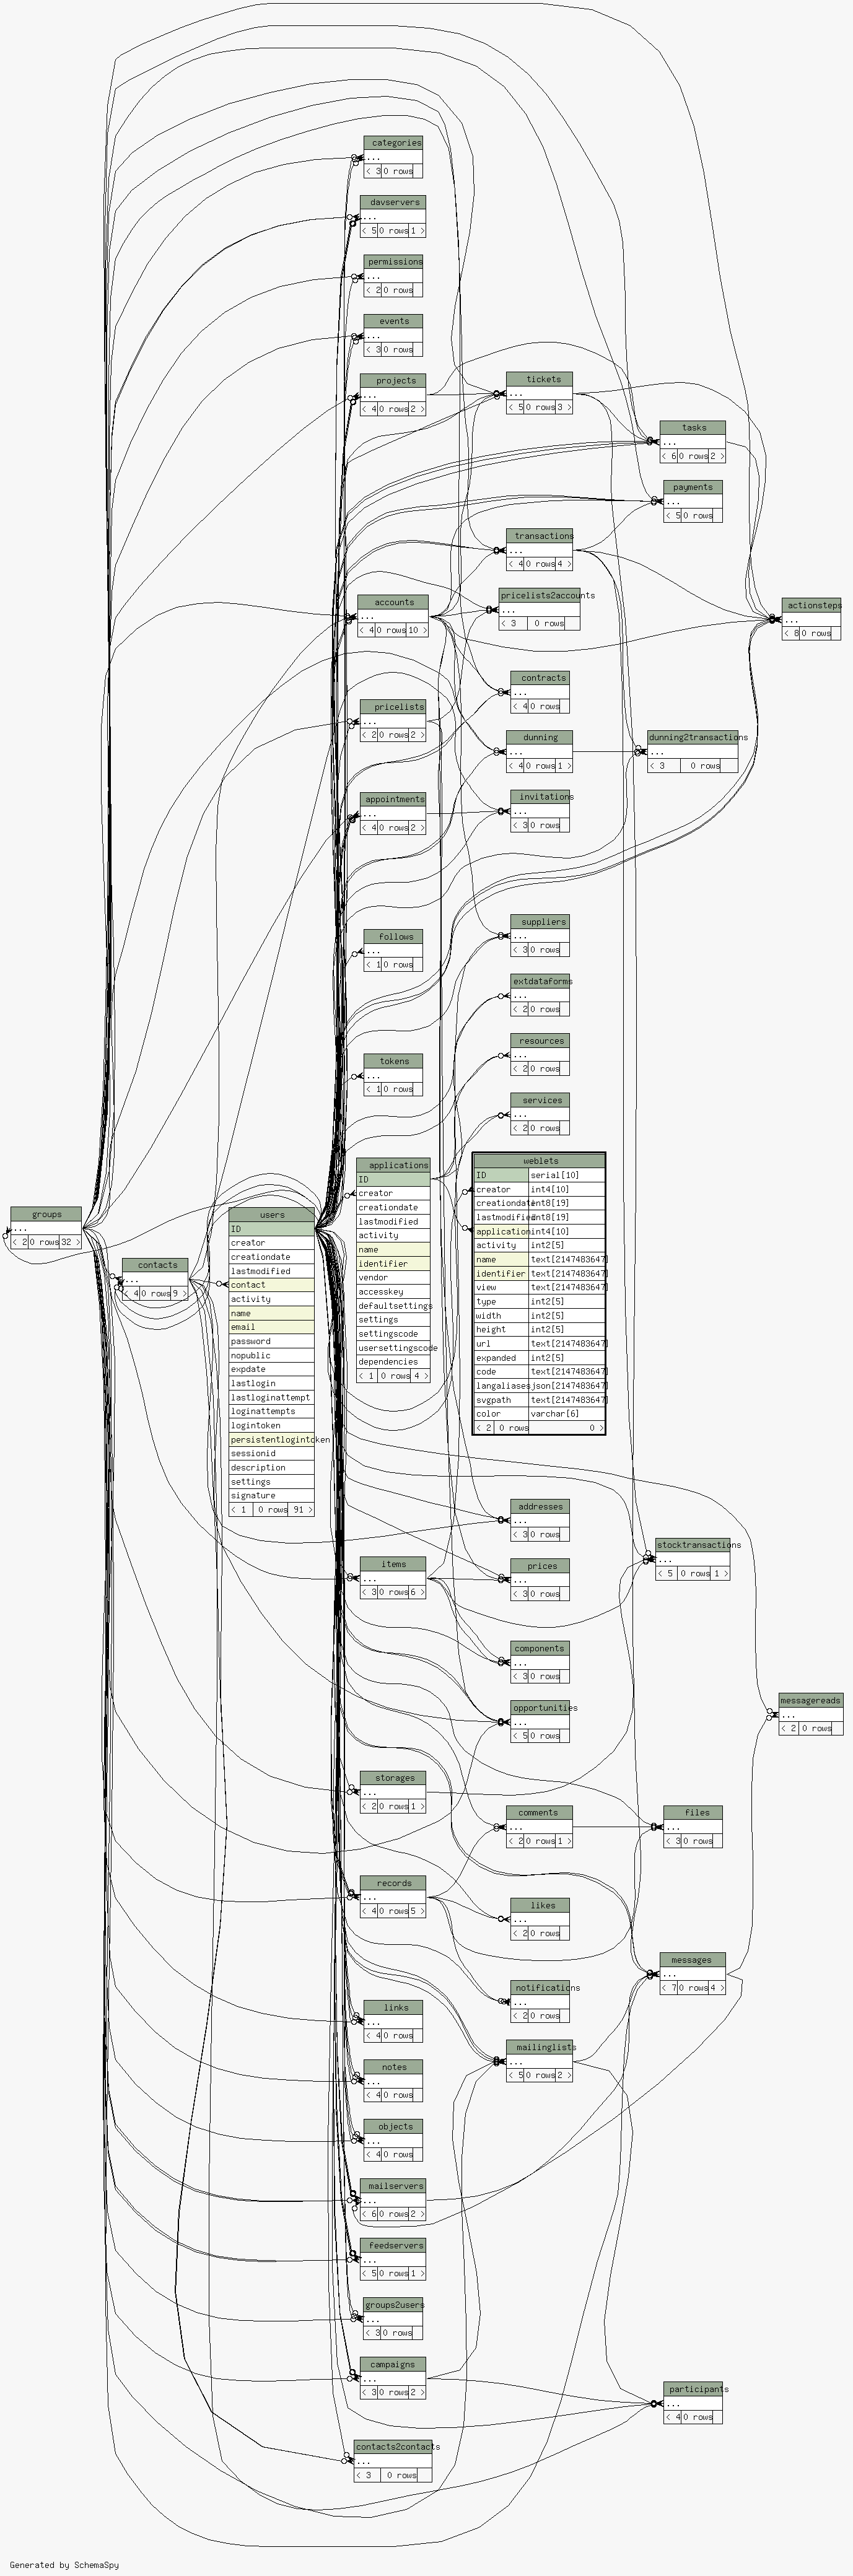 categories
...
< 3 0 rows
davservers
...
< 5 0 rows 1 >
permissions
...
< 2 0 rows
events
...
< 3 0 rows
projects
...
< 4 0 rows 2 >
tickets
...
< 5 0 rows 3 >
tasks
...
< 6 0 rows 2 >
payments
...
< 5 0 rows
transactions
...
< 4 0 rows 4 >
accounts
...
< 4 0 rows 10 >
pricelists2accounts
...
< 3 0 rows
actionsteps
...
< 8 0 rows
contracts
...
< 4 0 rows
pricelists
...
< 2 0 rows 2 >
dunning
...
< 4 0 rows 1 >
dunning2transactions
...
< 3 0 rows
appointments
...
< 4 0 rows 2 >
invitations
...
< 3 0 rows
follows
...
< 1 0 rows
suppliers
...
< 3 0 rows
extdataforms
...
< 2 0 rows
tokens
...
< 1 0 rows
resources
...
< 2 0 rows
services
...
< 2 0 rows
groups
...
< 2 0 rows 32 >
contacts
...
< 4 0 rows 9 >
users
ID
creator
creationdate
lastmodified
contact
activity
name
email
password
nopublic
expdate
lastlogin
lastloginattempt
loginattempts
logintoken
persistentlogintoken
sessionid
description
settings
signature
< 1 0 rows 91 >
applications
ID
creator
creationdate
lastmodified
activity
name
identifier
vendor
accesskey
defaultsettings
settings
settingscode
usersettingscode
dependencies
< 1 0 rows 4 >
weblets
ID serial[10]
creator int4[10]
creationdate int8[19]
lastmodified int8[19]
application int4[10]
activity int2[5]
name text[2147483647]
identifier text[2147483647]
view text[2147483647]
type int2[5]
width int2[5]
height int2[5]
url text[2147483647]
expanded int2[5]
code text[2147483647]
langaliases json[2147483647]
svgpath text[2147483647]
color varchar[6]
< 2 0 rows 0 >
addresses
...
< 3 0 rows
stocktransactions
...
< 5 0 rows 1 >
items
...
< 3 0 rows 6 >
prices
...
< 3 0 rows
components
...
< 3 0 rows
opportunities
...
< 5 0 rows
messagereads
...
< 2 0 rows
storages
...
< 2 0 rows 1 >
comments
...
< 2 0 rows 1 >
files
...
< 3 0 rows
records
...
< 4 0 rows 5 >
likes
...
< 2 0 rows
messages
...
< 7 0 rows 4 >
notifications
...
< 2 0 rows
links
...
< 4 0 rows
mailinglists
...
< 5 0 rows 2 >
notes
...
< 4 0 rows
objects
...
< 4 0 rows
mailservers
...
< 6 0 rows 2 >
feedservers
...
< 5 0 rows 1 >
groups2users
...
< 3 0 rows
campaigns
...
< 3 0 rows 2 >
participants
...
< 4 0 rows
contacts2contacts
...
< 3 0 rows
Generated by SchemaSpy